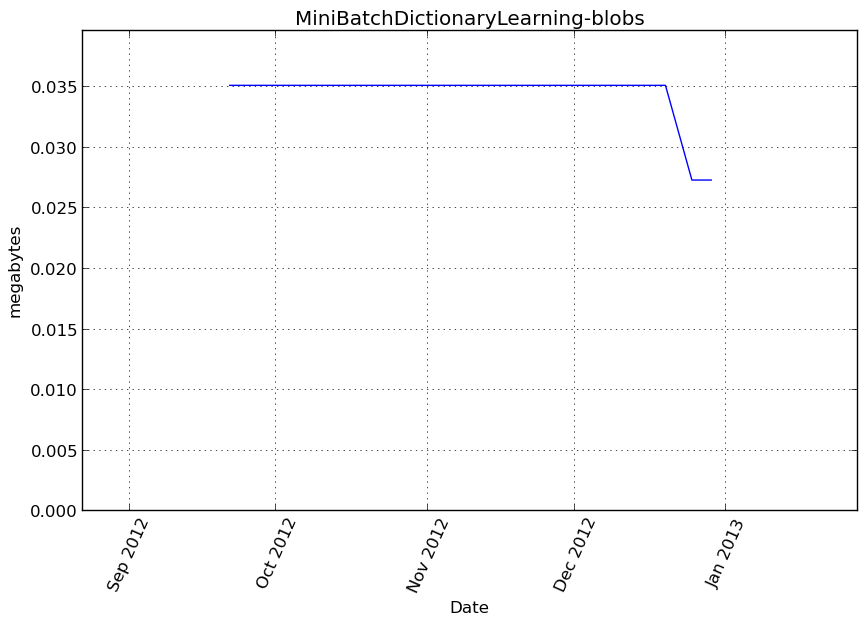 MiniBatchDictionaryLearning-blobs
megabytes
0.035
0.030
0.025
0.020
0.015
0.010
0.005
0.000
Sep 2012
Oct 2012
Nov 2012
Dec 2012
Jan 2013
Date